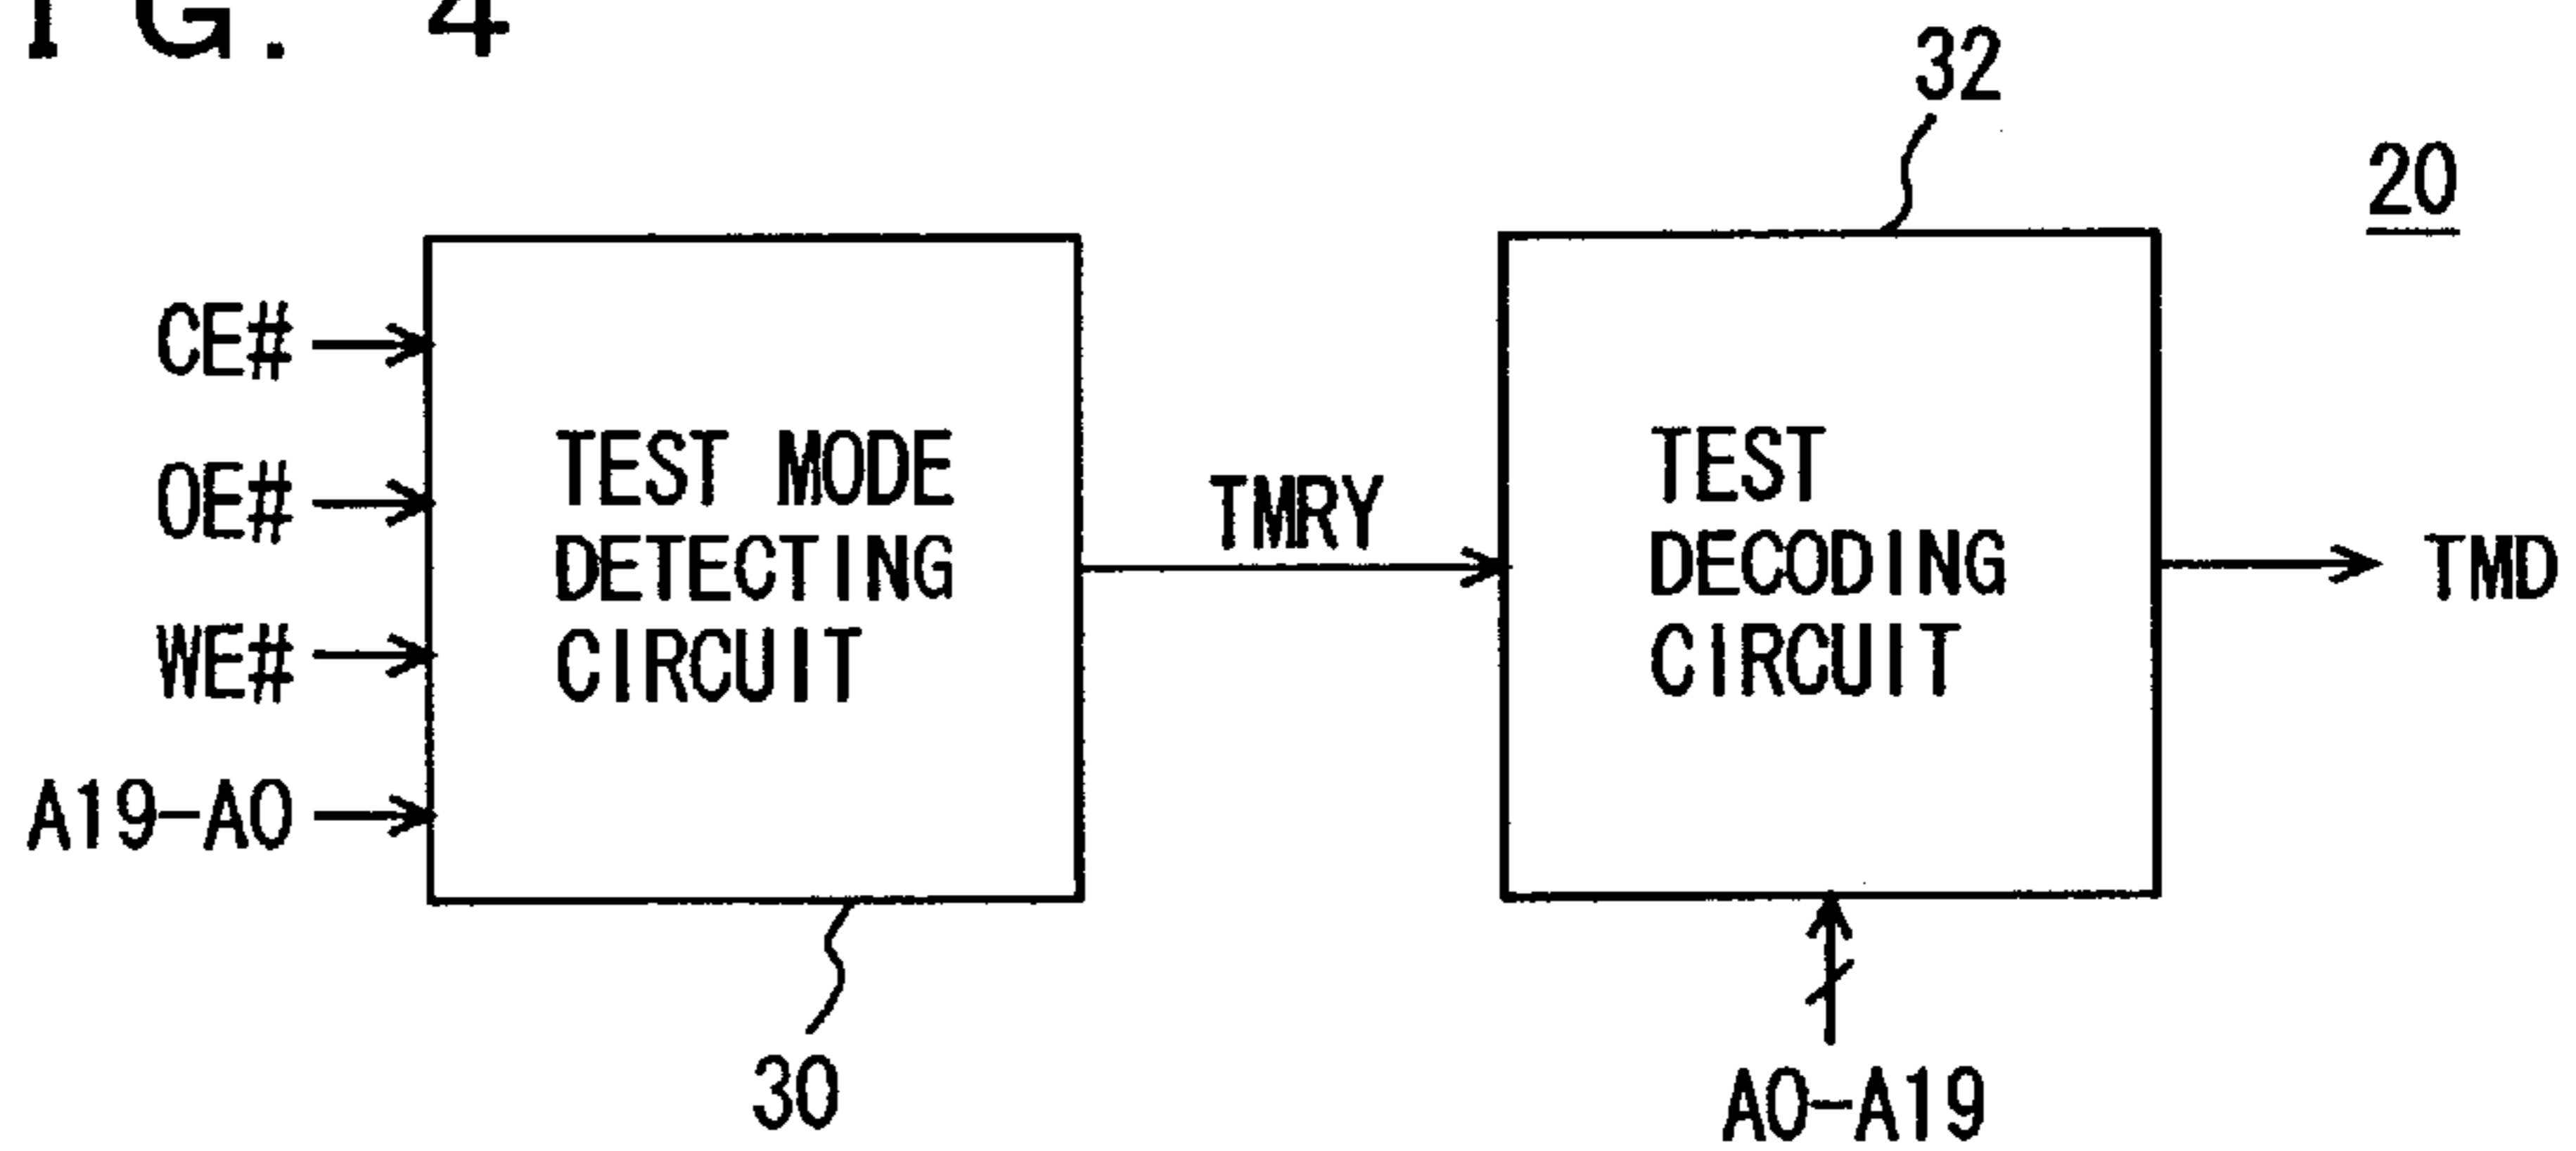 IG. 4
32
20
CE#
OE#
WE#
A19-A0
TEST MODE
DETECTING
CIRCUIT
TMRY
TEST
DECODING
CIRCUIT
TMD
30
A0-A19